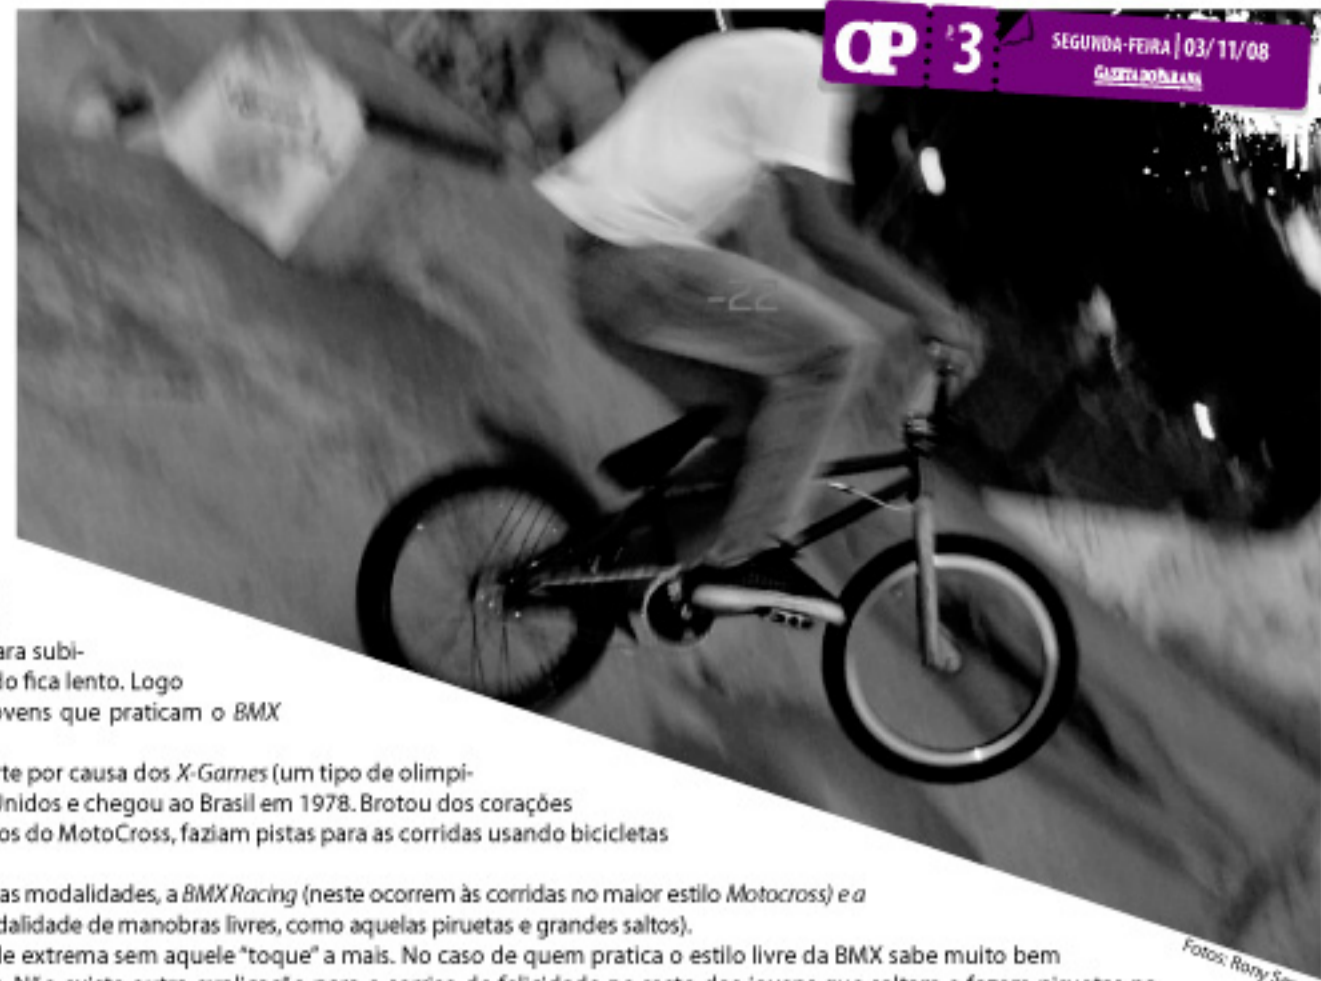 OP
P. 3
SEGUNDA-FEIRA | 03/11/08
GAZETA DO PARANÁ
-22
ara subi-
do fica lento. Logo
ovens que praticam o BMX
rte por causa dos X-Games (um tipo de olimpí-
Unidos e chegou ao Brasil em 1978. Brotou dos corações
os do MotoCross, faziam pistas para as corridas usando bicicletas
as modalidades, a BMX Racing (neste ocorrem às corridas no maior estilo Motocross) e a
dalidade de manobras livres, como aquelas piruetas e grandes saltos).
de extrema sem aquele "toque" a mais. No caso de quem pratica o estilo livre da BMX sabe muito bem
Fotos: Rony